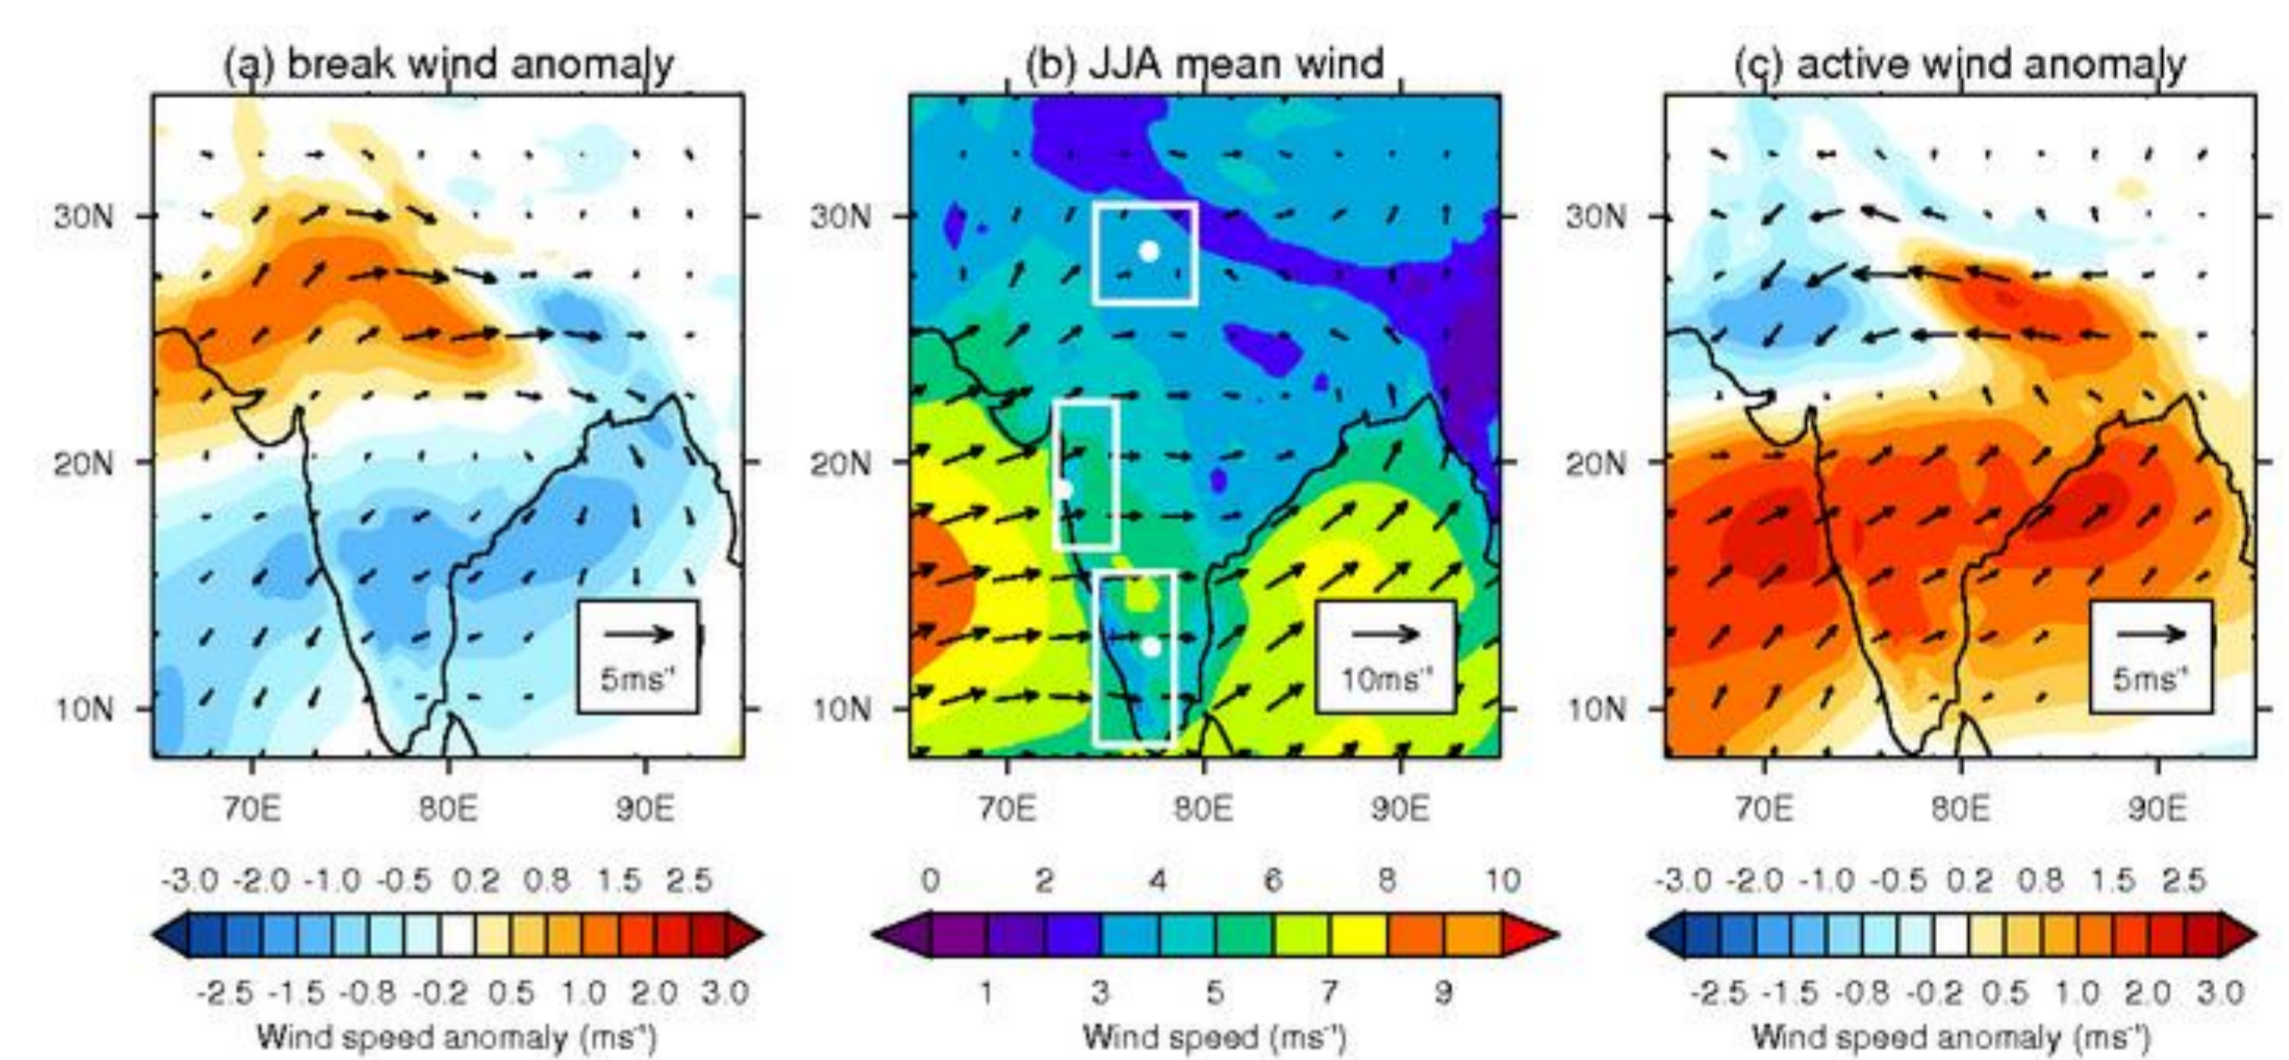 (a) break wind anomaly
(b) JJA mean wind
(c) active wind anomaly
30N
20N
10N
5ms⁻¹
70E 80E 90E
30N
20N
10N
10ms⁻¹
70E 80E 90E
30N
20N
10N
5ms⁻¹
70E 80E 90E
-3.0 -2.0 -1.0 -0.5 0.2 0.8 1.5 2.5
-2.5 -1.5 -0.8 -0.2 0.5 1.0 2.0 3.0
Wind speed anomaly (ms⁻¹)
0 2 4 6 8 10
1 3 5 7 9
Wind speed (ms⁻¹)
-3.0 -2.0 -1.0 -0.5 0.2 0.8 1.5 2.5
-2.5 -1.5 -0.8 -0.2 0.5 1.0 2.0 3.0
Wind speed anomaly (ms⁻¹)